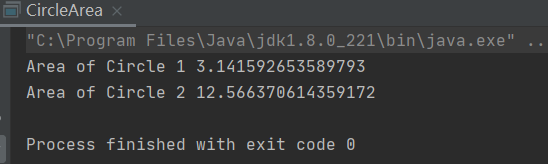 CircleArea
"C:\Program Files\Java\jdk1.8.0_221\bin\java.exe" ..
Area of Circle 1 3.141592653589793
Area of Circle 2 12.566370614359172
Process finished with exit code 0